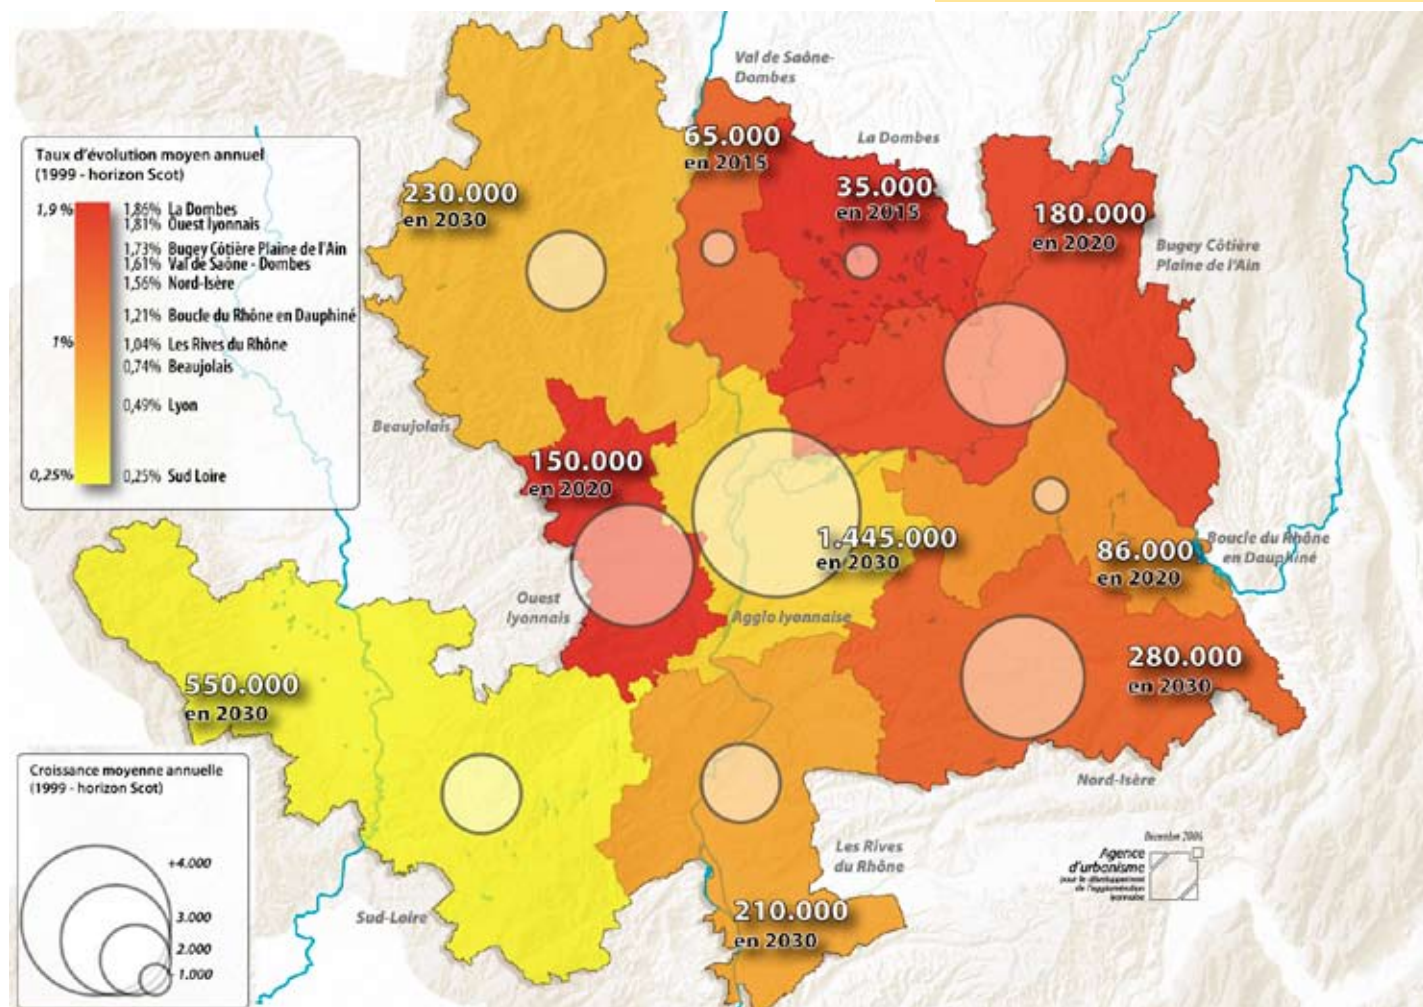 Val de Saône-
Dombes
65.000
en 2015
La Dombes
35.000
en 2015
230.000
en 2030
180.000
en 2020
Bugey Côtière
Plaine de l'Ain
Taux d'évolution moyen annuel
(1999 - horizon Scot)
1,9 %
1%
0,25%
1,86% La Dombes
1,81% Ouest lyonnais
1,73% Bugey Côtière Plaine de l'Ain
1,61% Val de Saône - Dombes
1,56% Nord-Isère
1,21% Boucle du Rhône en Dauphiné
1,04% Les Rives du Rhône
0,74% Beaujolais
0,49% Lyon
0,25% Sud Loire
Beaujolais
150.000
en 2020
1.445.000
en 2030
86.000
en 2020
Boucle du Rhône
en Dauphiné
Ouest
lyonnais
Agglo lyonnaise
550.000
en 2030
280.000
en 2030
Nord-Isère
Croissance moyenne annuelle
(1999 - horizon Scot)
+4.000
3.000
2.000
- 1.000
Sud-Loire
Les Rives
du Rhône
210.000
en 2030
Décembre 2006
Agence
d'urbanisme
pour le développement
de l'agglomération
lyonnaise